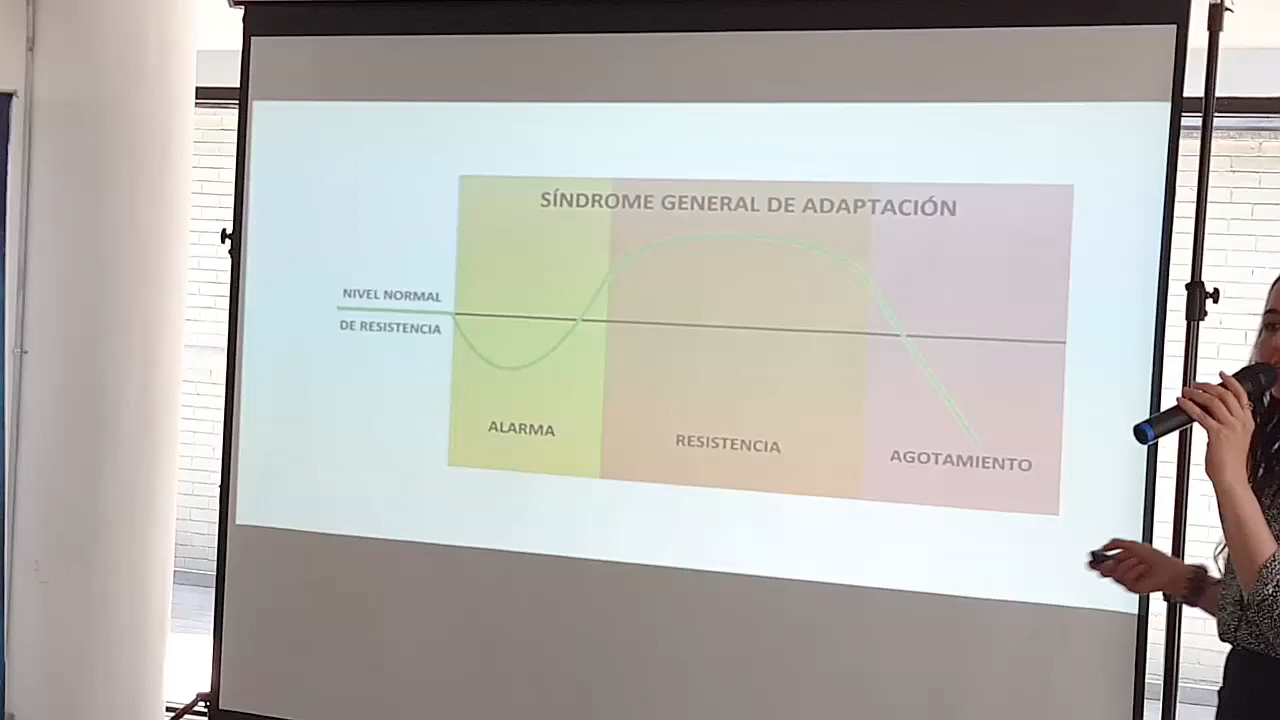 SÍNDROME GENERAL DE ADAPTACIÓN
NIVEL NORMAL
DE RESISTENCIA
ALARMA
RESISTENCIA
AGOTAMIENTO